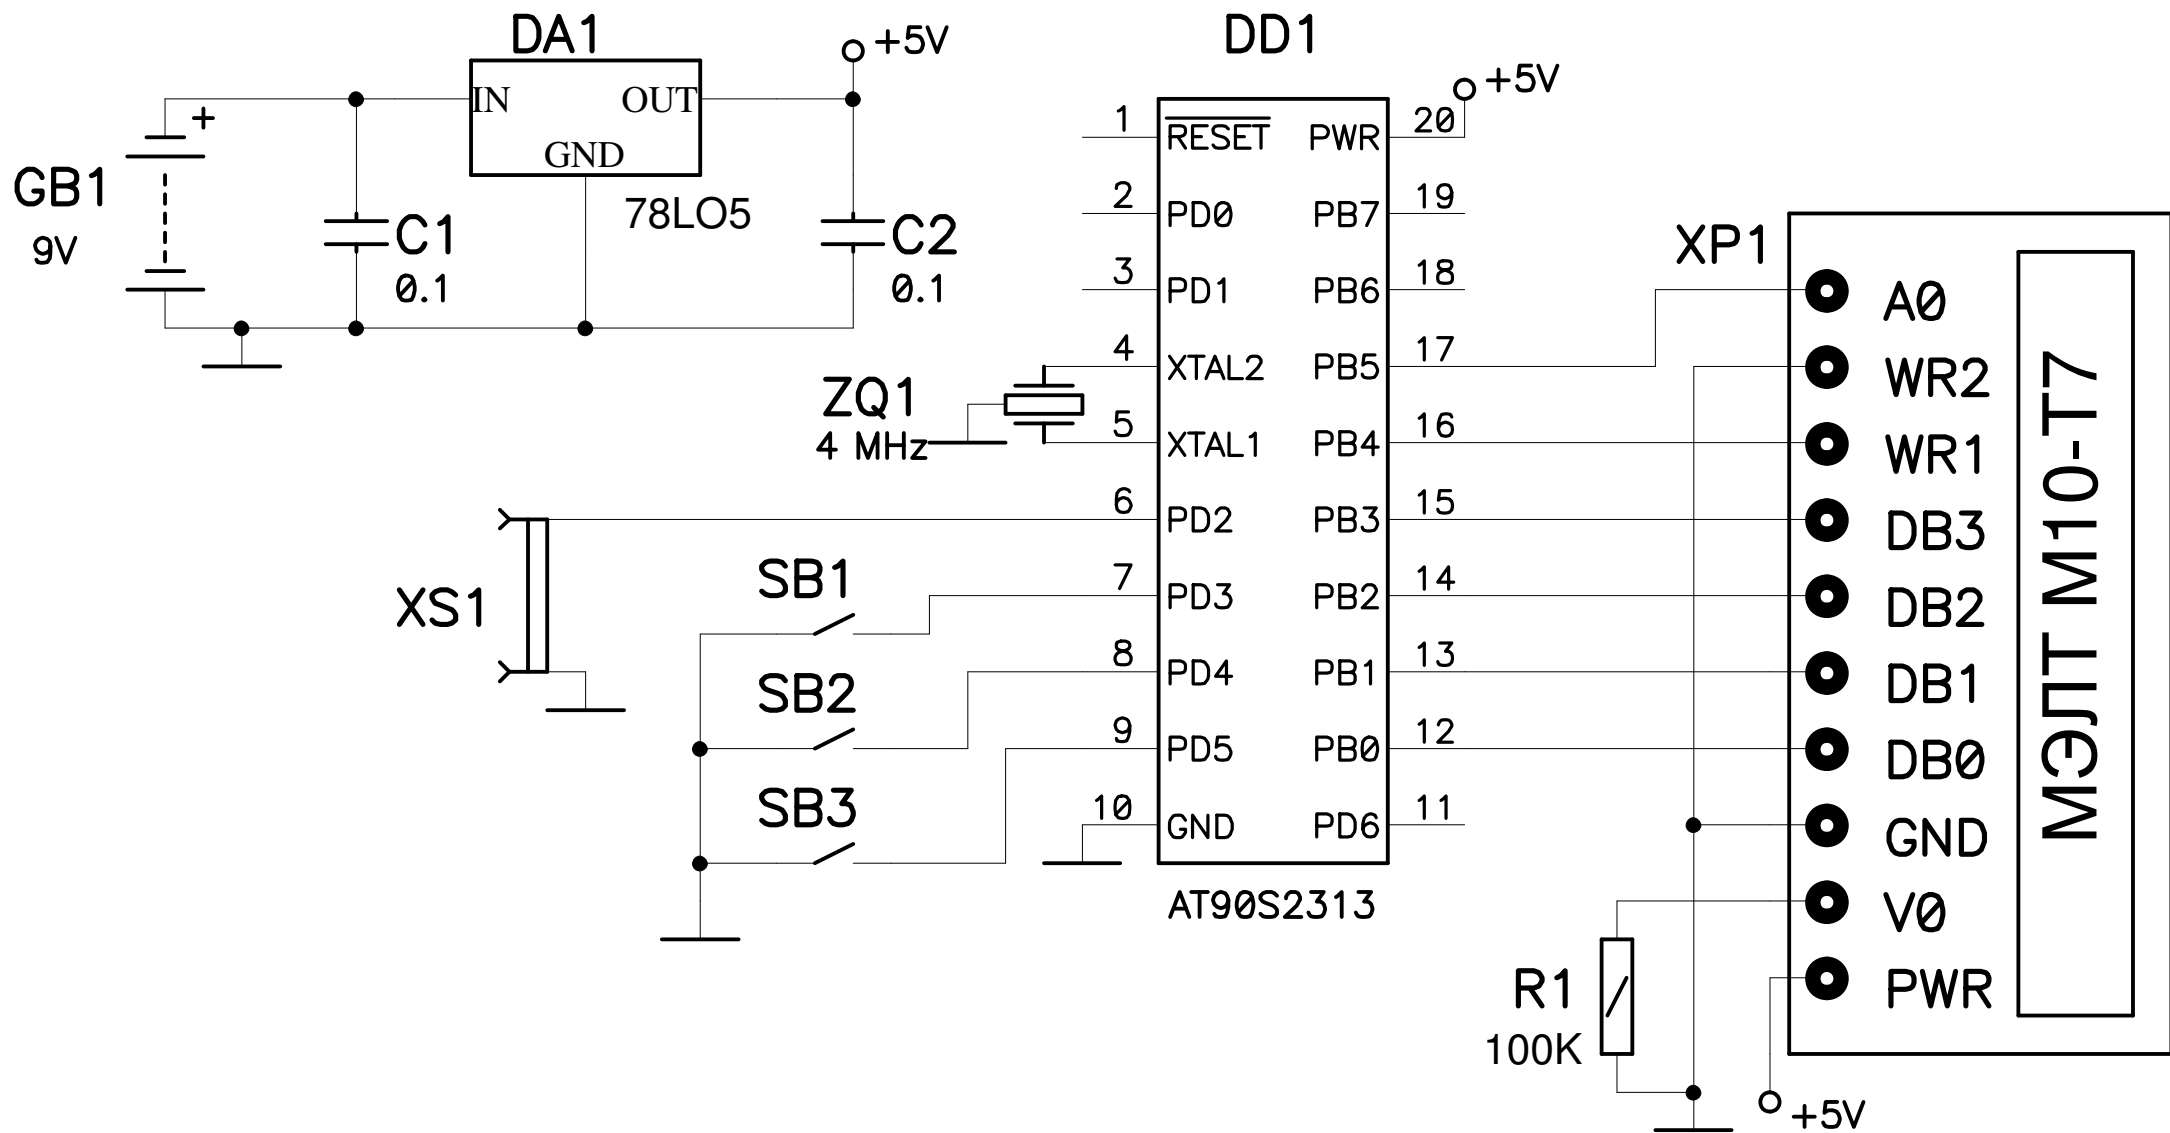 DA1
+5V
IN
OUT
GND
78LO5
GB1
+
9V
C1
0.1
C2
0.1
DD1
+5V
1 RESET PWR 20
2 PD0 PB7 19
3 PD1 PB6 18
4 XTAL2 PB5 17
5 XTAL1 PB4 16
6 PD2 PB3 15
7 PD3 PB2 14
8 PD4 PB1 13
9 PD5 PB0 12
10 GND PD6 11
AT90S2313
ZQ1
4 MHz
XS1
SB1
SB2
SB3
XP1
A0
WR2
WR1
DB3
DB2
DB1
DB0
GND
V0
PWR
МЭЛТ М10-Т7
R1
100K
+5V